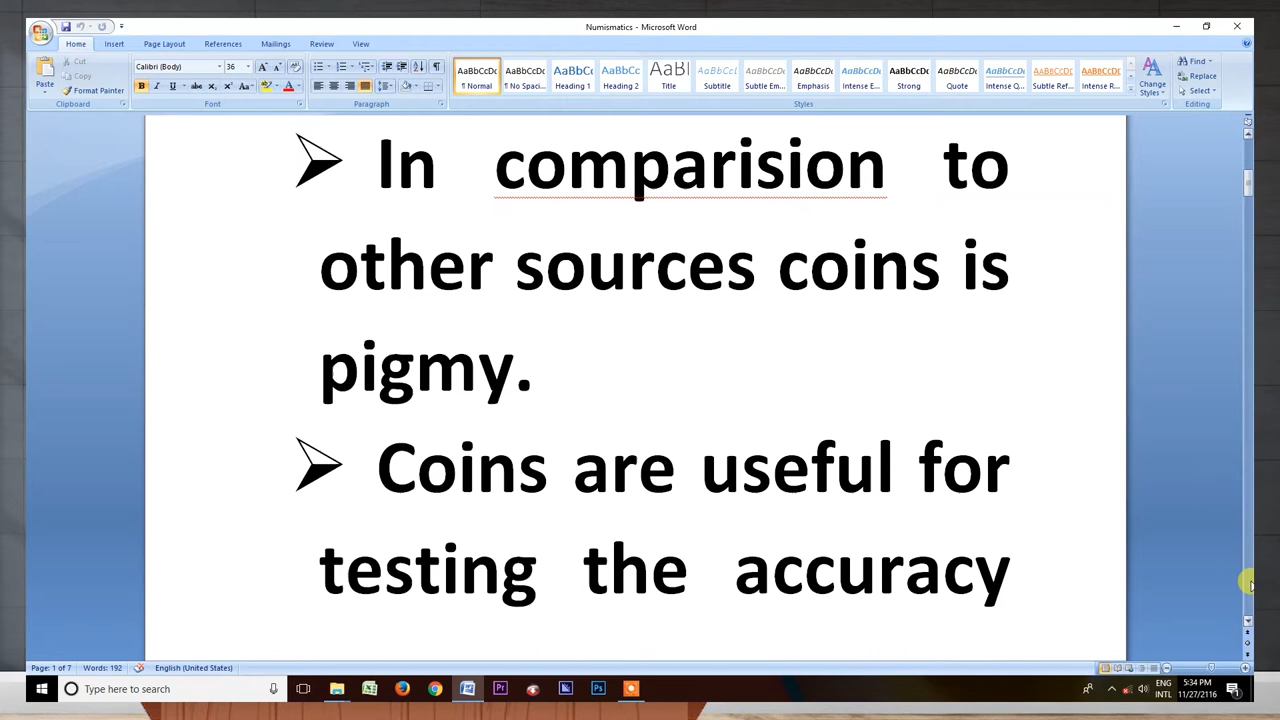 Numismatics - Microsoft Word
Home Insert Page Layout References Mailings Review View
Paste
Cut
Copy
Format Painter
Clipboard
Calibri (Body) 36
Font
Paragraph
AaBbCcDc AaBbCcDc AaBbCc AaBbCc AaBI AaBbCcDc AaBbCcDc AaBbCcDc AaBbCcDc AaBbCcDc AaBbCcDc AaBbCcDc AaBbCcDc AaBbCcDc
¶ Normal ¶ No Spaci... Heading 1 Heading 2 Title Subtitle Subtle Em... Emphasis Intense E... Strong Quote Intense Q... Subtle Ref... Intense R...
Styles
Change Styles
Find
Replace
Select
Editing
➢ In comparision to
other sources coins is
pigmy.
➢ Coins are useful for
testing the accuracy
Page: 1 of 7 Words: 192 English (United States)
Type here to search
ENG
INTL
5:34 PM
11/27/2116